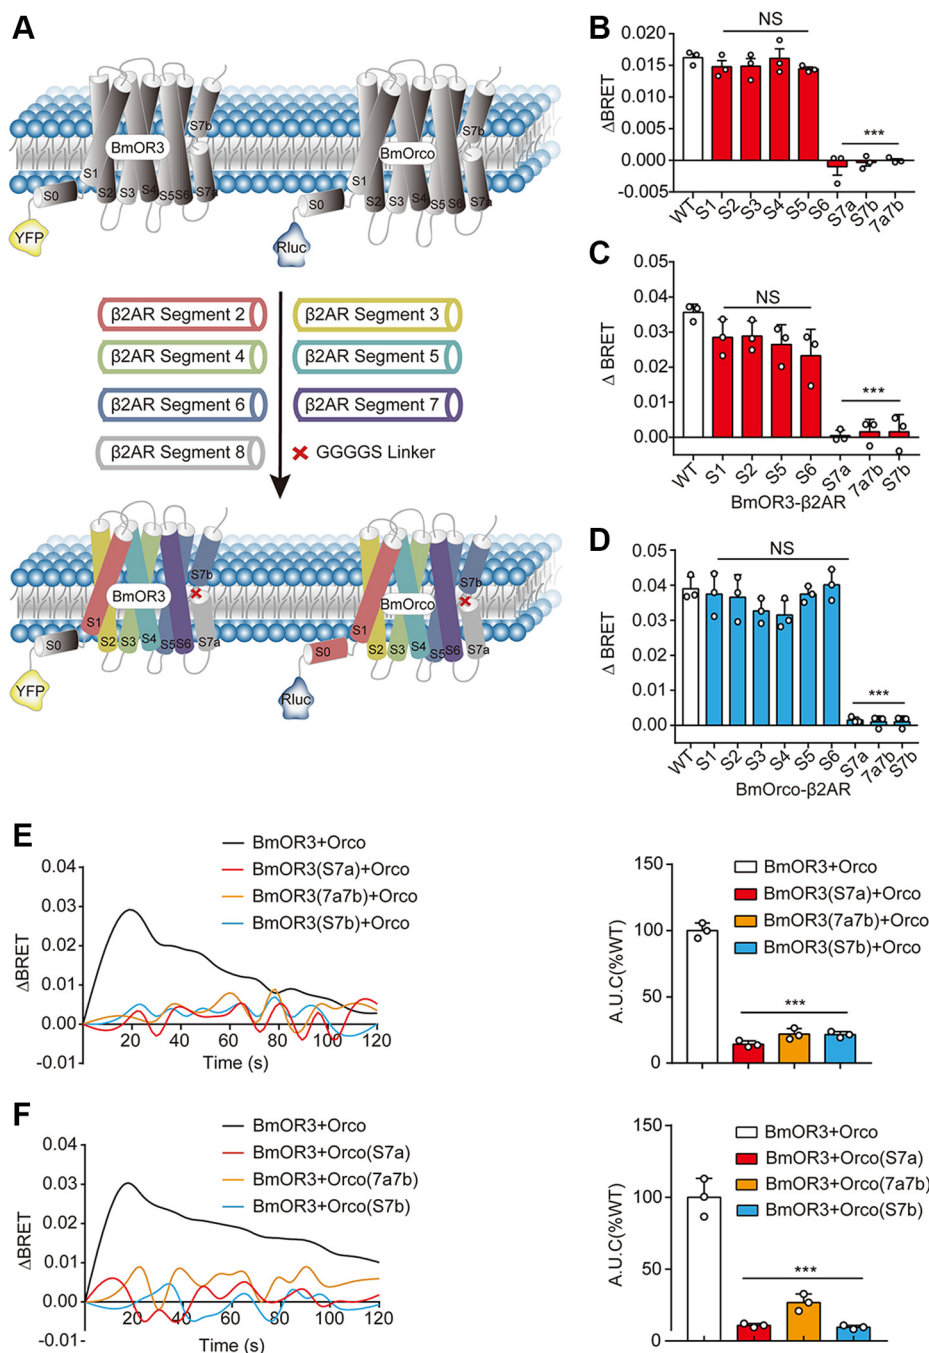 A
BmOR3
BmOrco
S7b
S7b
S1
S0
S2
S3
S4
S5
S6
S7a
S1
S0
S2
S3
S4
S5
S6
S7a
YFP
Rluc
β2AR Segment 2
β2AR Segment 3
β2AR Segment 4
β2AR Segment 5
β2AR Segment 6
β2AR Segment 7
β2AR Segment 8
GGGGS Linker
BmOR3
BmOrco
S7b
S7b
S1
S0
S2
S3
S4
S5
S6
S7a
S1
S0
S2
S3
S4
S5
S6
S7a
YFP
Rluc
B
NS
***
ΔBRET
0.020
0.015
0.010
0.005
0.000
-0.005
WT
S1
S2
S3
S4
S5
S6
S7a
S7b
7a7b
C
NS
***
Δ BRET
0.04
0.03
0.02
0.01
0.00
WT
S1
S2
S5
S6
S7a
7a7b
S7b
BmOR3-β2AR
D
NS
***
Δ BRET
0.05
0.04
0.03
0.02
0.01
0.00
WT
S1
S2
S3
S4
S5
S6
S7a
7a7b
S7b
BmOrco-β2AR
E
BmOR3+Orco
BmOR3(S7a)+Orco
BmOR3(7a7b)+Orco
BmOR3(S7b)+Orco
ΔBRET
0.04
0.03
0.02
0.01
0.00
-0.01
20
40
60
80
100
120
Time (s)
BmOR3+Orco
BmOR3(S7a)+Orco
BmOR3(7a7b)+Orco
BmOR3(S7b)+Orco
***
A.U.C(%WT)
150
100
50
0
F
BmOR3+Orco
BmOR3+Orco(S7a)
BmOR3+Orco(7a7b)
BmOR3+Orco(S7b)
ΔBRET
0.04
0.03
0.02
0.01
0.00
-0.01
20
40
60
80
100
120
Time (s)
BmOR3+Orco
BmOR3+Orco(S7a)
BmOR3+Orco(7a7b)
BmOR3+Orco(S7b)
***
A.U.C(%WT)
150
100
50
0